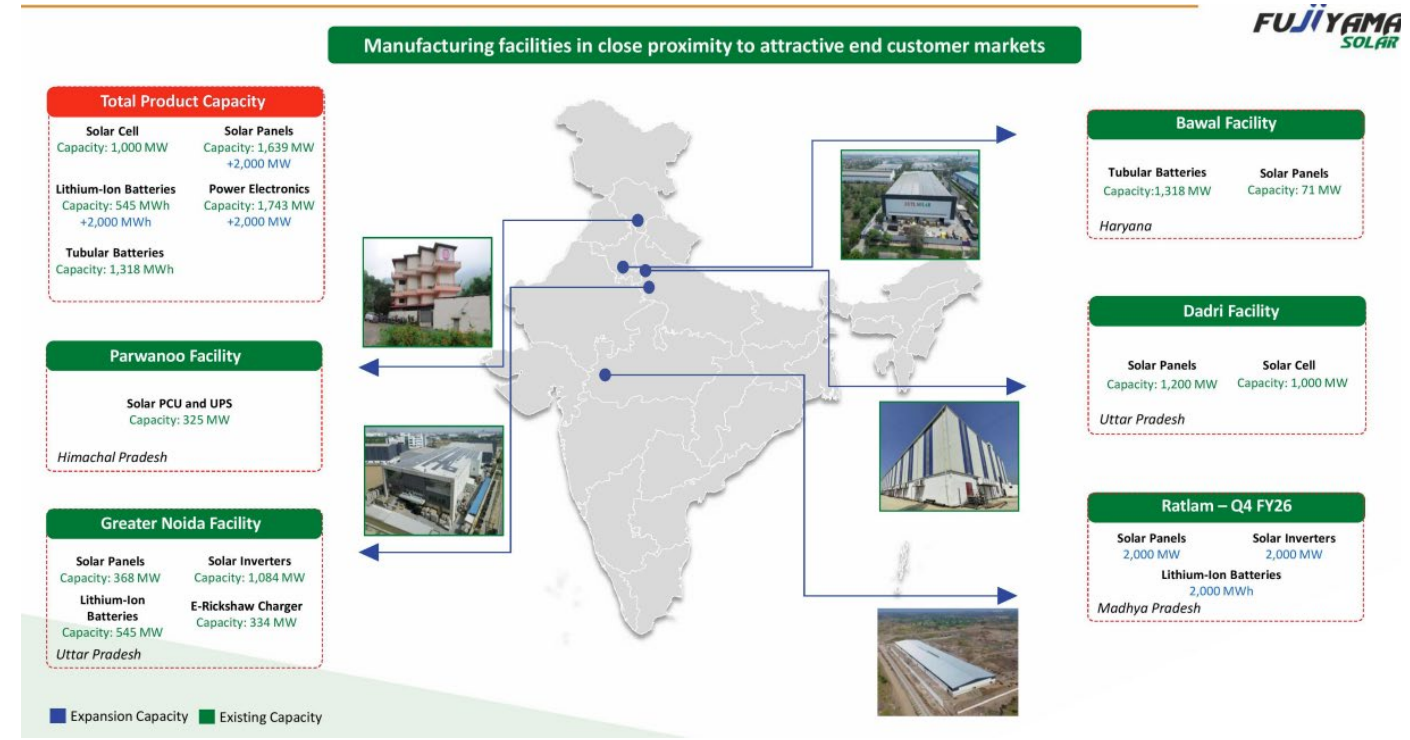 FUJIYAMA
SOLAR
Manufacturing facilities in close proximity to attractive end customer markets
Total Product Capacity
Solar Cell
Capacity: 1,000 MW
Solar Panels
Capacity: 1,639 MW
+2,000 MW
Lithium-Ion Batteries
Capacity: 545 MWh
+2,000 MWh
Power Electronics
Capacity: 1,743 MW
+2,000 MW
Tubular Batteries
Capacity: 1,318 MWh
Parwanoo Facility
Solar PCU and UPS
Capacity: 325 MW
Himachal Pradesh
Greater Noida Facility
Solar Panels
Capacity: 368 MW
Solar Inverters
Capacity: 1,084 MW
Lithium-Ion
Batteries
Capacity: 545 MW
E-Rickshaw Charger
Capacity: 334 MW
Uttar Pradesh
Bawal Facility
Tubular Batteries
Capacity:1,318 MW
Solar Panels
Capacity: 71 MW
Haryana
Dadri Facility
Solar Panels
Capacity: 1,200 MW
Solar Cell
Capacity: 1,000 MW
Uttar Pradesh
Ratlam – Q4 FY26
Solar Panels
2,000 MW
Solar Inverters
2,000 MW
Lithium-Ion Batteries
2,000 MWh
Madhya Pradesh
Expansion Capacity
Existing Capacity